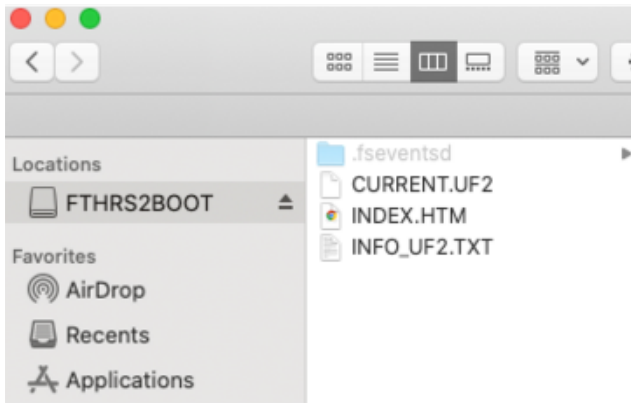 Locations
FTHRS2BOOT
Favorites
AirDrop
Recents
Applications
.fseventsd
CURRENT.UF2
INDEX.HTM
INFO_UF2.TXT